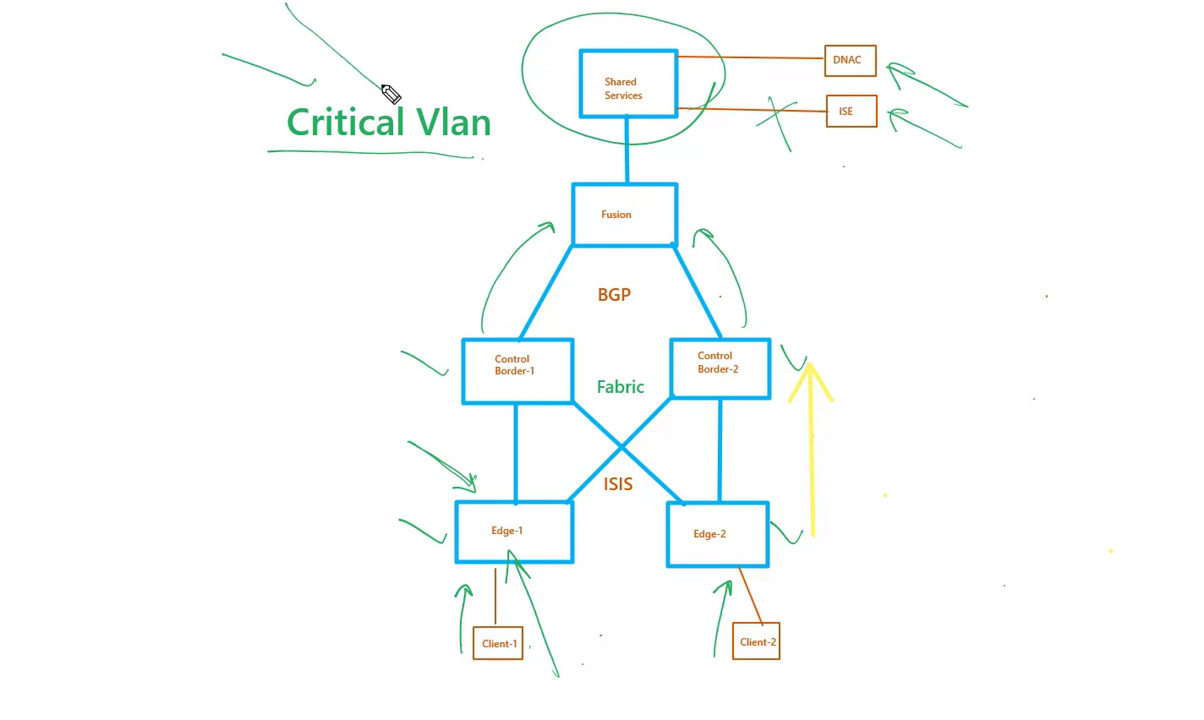 Shared
Services
DNAC
ISE
Critical Vlan
Fusion
BGP
Control
Border-1
Control
Border-2
Fabric
ISIS
Edge-1
Edge-2
Client-1
Client-2